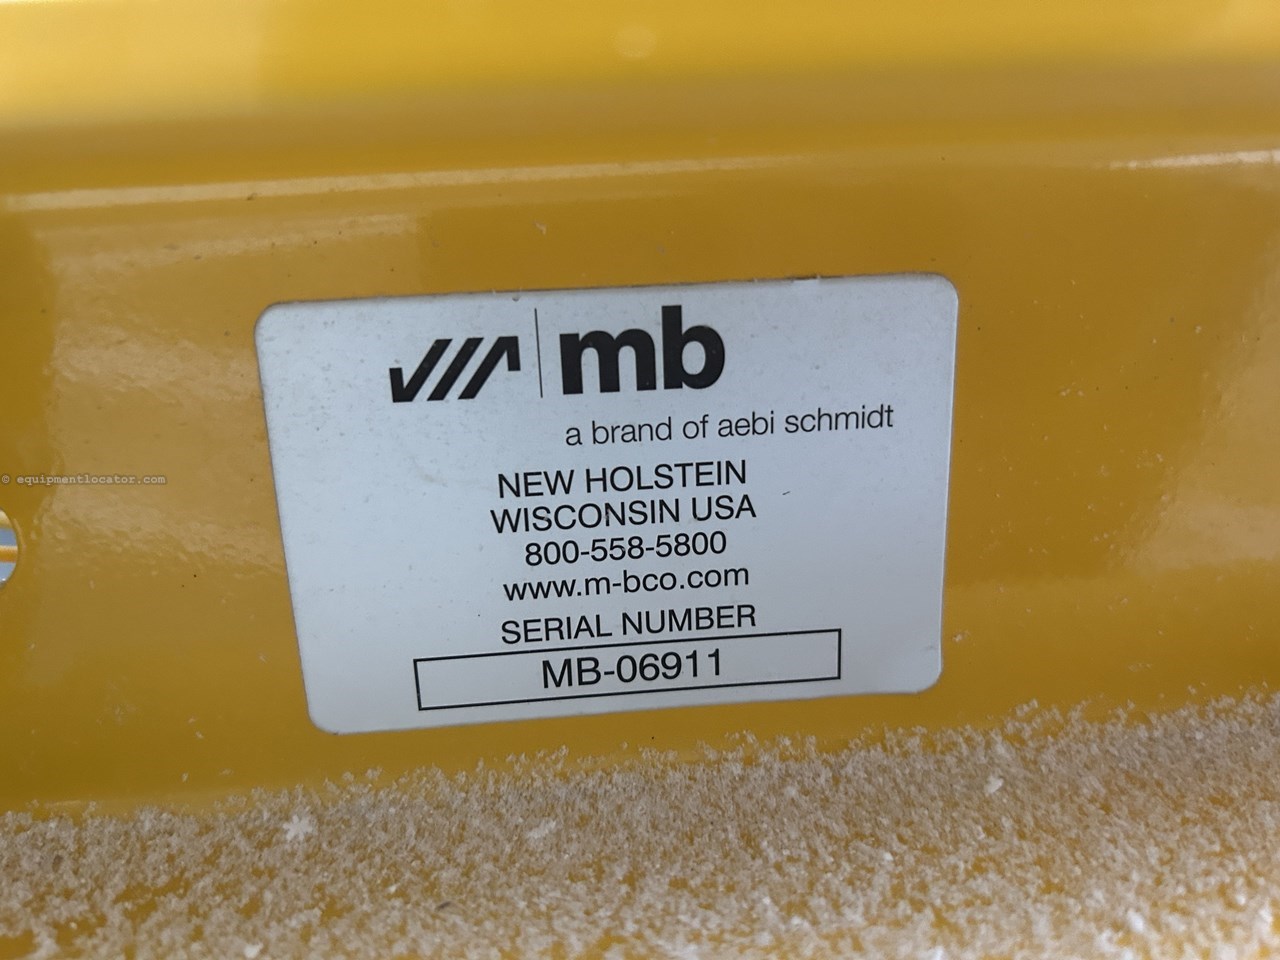 mb
a brand of aebi schmidt
NEW HOLSTEIN
WISCONSIN USA
800-558-5800
www.m-bco.com
SERIAL NUMBER
MB-06911
© equipmentlocator.com